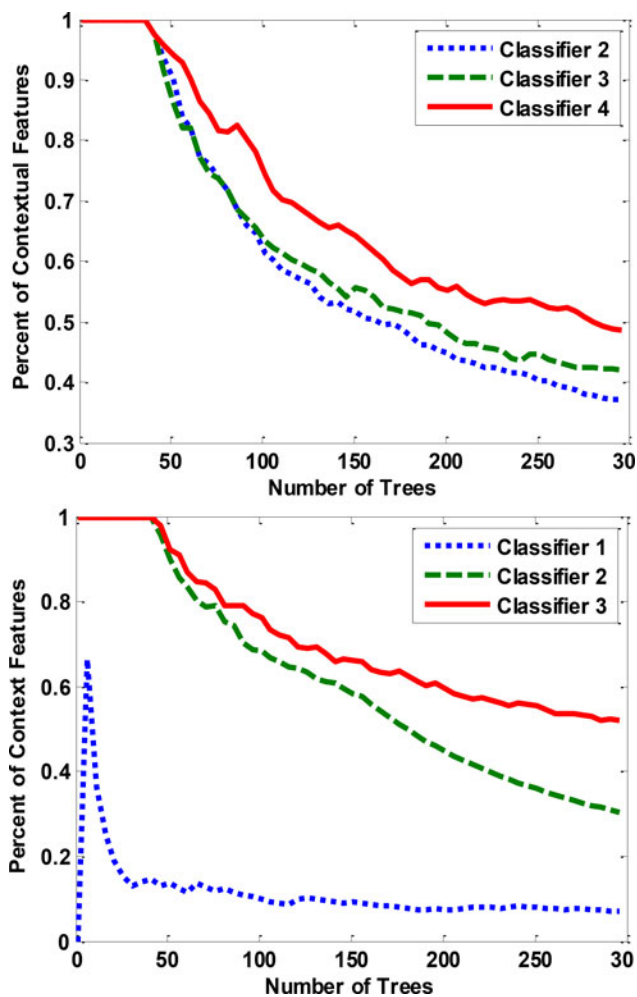 1
0.9
0.8
0.7
0.6
0.5
0.4
0.3
Percent of Contextual Features
Classifier 2
Classifier 3
Classifier 4
0 50 100 150 200 250 30
Number of Trees
1
0.8
0.6
0.4
0.2
0
Percent of Context Features
Classifier 1
Classifier 2
Classifier 3
0 50 100 150 200 250 30
Number of Trees